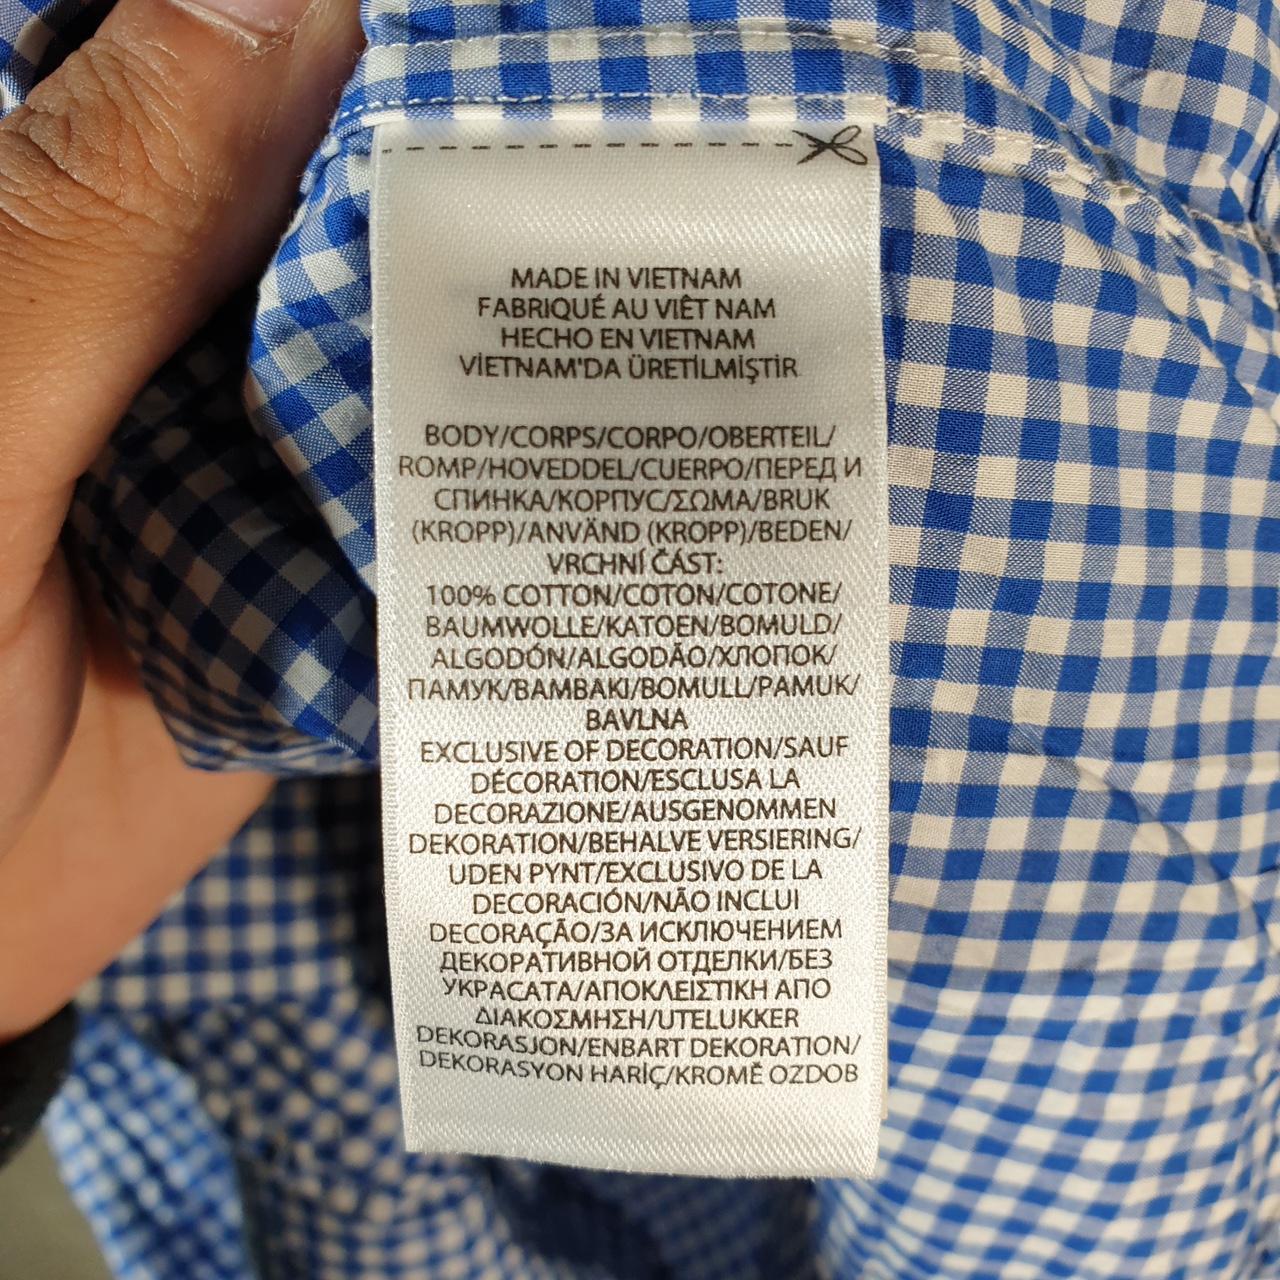 MADE IN VIETNAM
FABRIQUÉ AU VIÊT NAM
HECHO EN VIETNAM
VİETNAM'DA ÜRETİLMİŞTİR
BODY/CORPS/CORPO/OBERTEIL/
ROMP/HOVEDDEL/CUERPO/ПЕРЕД И
СПИНКА/КОРПУС/ΣΩΜΑ/BRUK
(KROPP)/ANVÄND (KROPP)/BEDEN/
VRCHNÍ ČÁST:
100% COTTON/COTON/COTONE/
BAUMWOLLE/KATOEN/BOMULD/
ALGODÓN/ALGODÃO/ХЛОПОК/
ПАМУК/ΒΑΜΒΑΚΙ/BOMULL/PAMUK/
BAVLNA
EXCLUSIVE OF DECORATION/SAUF
DÉCORATION/ESCLUSA LA
DECORAZIONE/AUSGENOMMEN
DEKORATION/BEHALVE VERSIERING/
UDEN PYNT/EXCLUSIVO DE LA
DECORACIÓN/NÃO INCLUI
DECORAÇÃO/ЗА ИСКЛЮЧЕНИЕМ
ДЕКОРАТИВНОЙ ОТДЕЛКИ/БЕЗ
УКРАСАТА/ΑΠΟΚΛΕΙΣΤΙΚΗ ΑΠΟ
ΔΙΑΚΟΣΜΗΣΗ/UTELUKKER
DEKORASJON/ENBART DEKORATION/
DEKORASYON HARİÇ/KROMĚ OZDOB